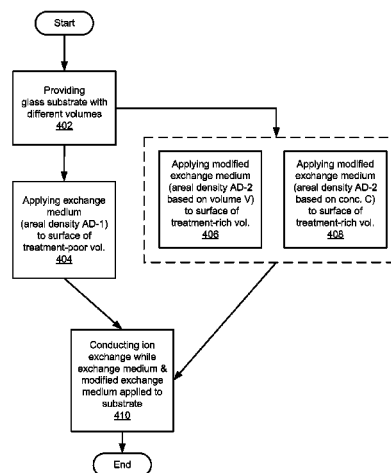 Start
Providing
glass substrate with
different volumes
402
Applying exchange
medium
(areal density AD-1)
to surface of
treatment-poor vol.
404
Applying modified
exchange medium
(areal density AD-2
based on volume V)
to surface of
treatment-rich vol.
406
Applying modified
exchange medium
(areal density AD-2
based on conc. C)
to surface of
treatment-rich vol.
408
Conducting ion
exchange while
exchange medium &
modified exchange
medium applied to
substrate
410
End